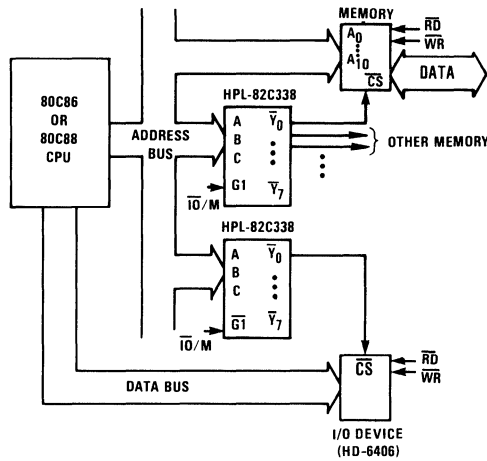 MEMORY
A0
A10
CS
RD
WR
DATA
80C86
OR
80C88
CPU
ADDRESS
BUS
HPL-82C338
A
B
C
G1
Y0
Y7
IO/M
OTHER MEMORY
HPL-82C338
A
B
C
G1
Y0
Y7
IO/M
DATA BUS
CS
RD
WR
I/O DEVICE
(HD-6406)